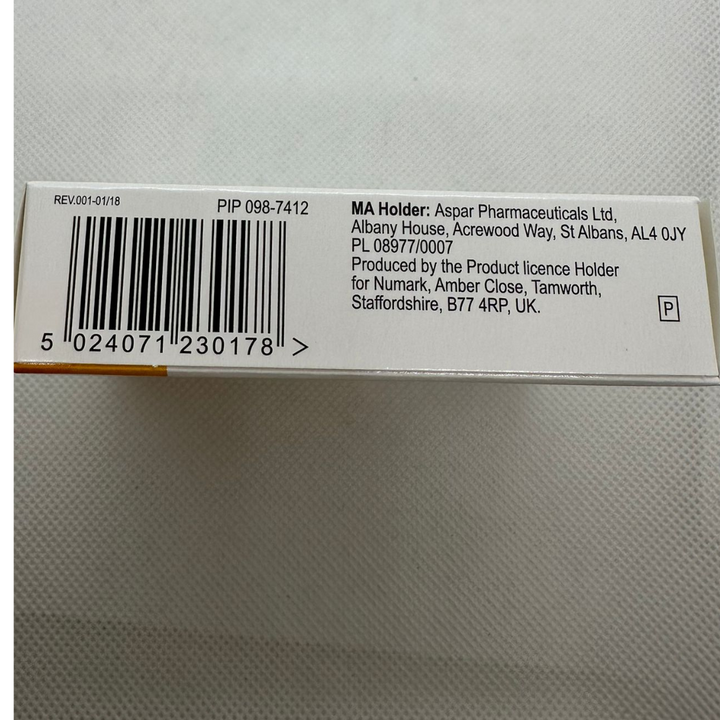 REV.001-01/18
PIP 098-7412
5 024071 230178 >
MA Holder: Aspar Pharmaceuticals Ltd,
Albany House, Acrewood Way, St Albans, AL4 0JY
PL 08977/0007
Produced by the Product licence Holder
for Numark, Amber Close, Tamworth,
Staffordshire, B77 4RP, UK.
P